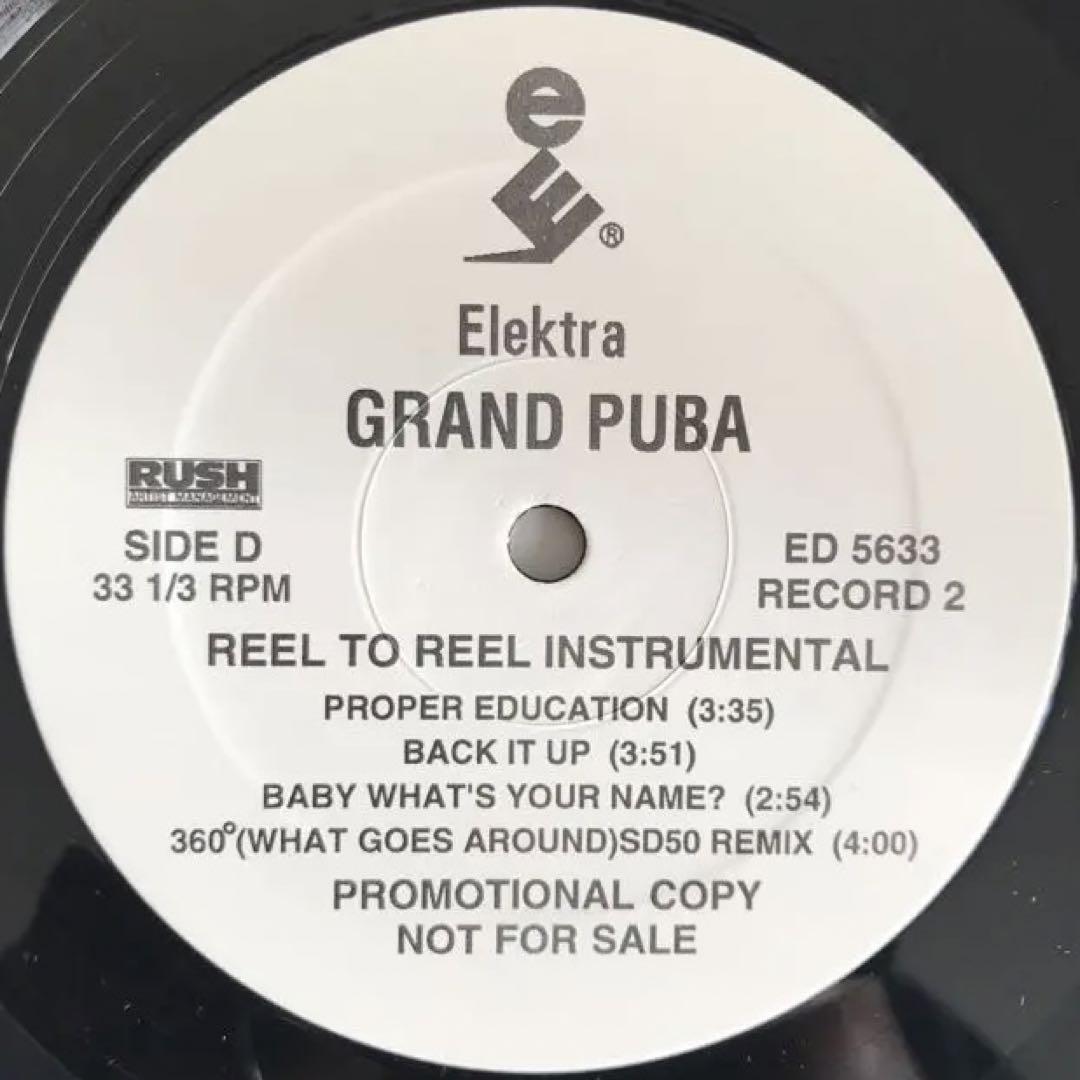 e
E
®
Elektra
GRAND PUBA
RUSH
ARTIST MANAGEMENT
SIDE D
33 1/3 RPM
ED 5633
RECORD 2
REEL TO REEL INSTRUMENTAL
PROPER EDUCATION (3:35)
BACK IT UP (3:51)
BABY WHAT'S YOUR NAME? (2:54)
360°(WHAT GOES AROUND)SD50 REMIX (4:00)
PROMOTIONAL COPY
NOT FOR SALE